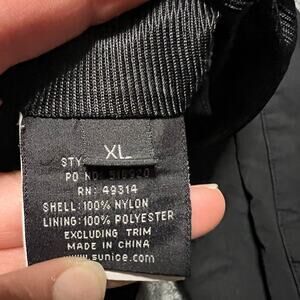 XL
STY
PO NO:
RN: 49314
SHELL: 100% NYLON
LINING: 100% POLYESTER
EXCLUDING TRIM
MADE IN CHINA
www.sunice.com